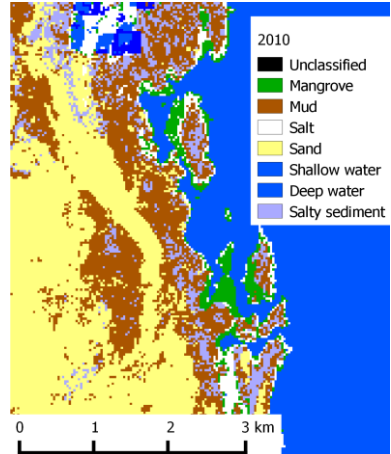 2010
Unclassified
Mangrove
Mud
Salt
Sand
Shallow water
Deep water
Salty sediment
0 1 2 3 km